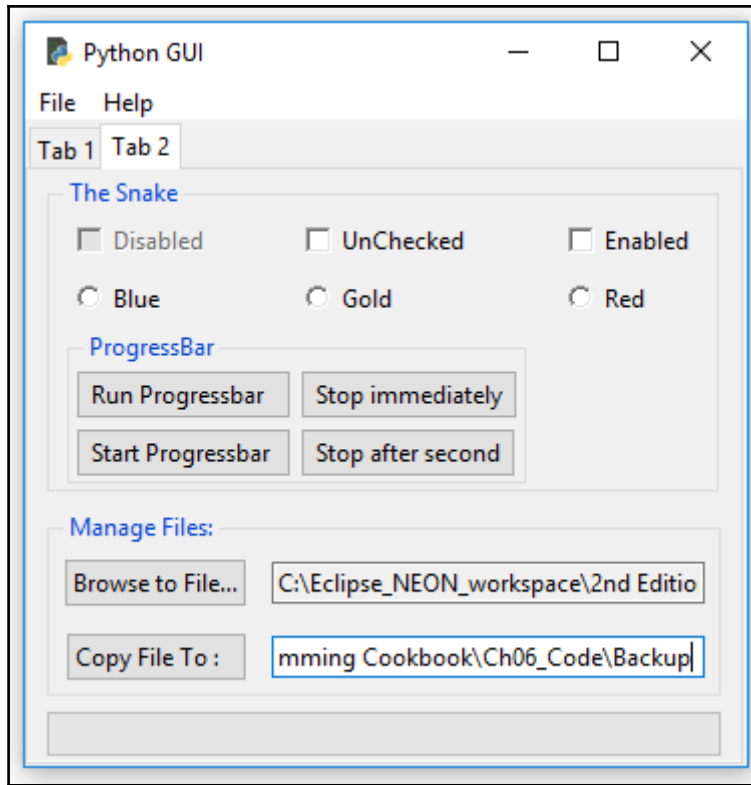 Python GUI
File Help
Tab 1 Tab 2
The Snake
Disabled UnChecked Enabled
Blue Gold Red
ProgressBar
Run Progressbar Stop immediately
Start Progressbar Stop after second
Manage Files:
Browse to File... C:\Eclipse_NEON_workspace\2nd Editio
Copy File To : mming Cookbook\Ch06_Code\Backup